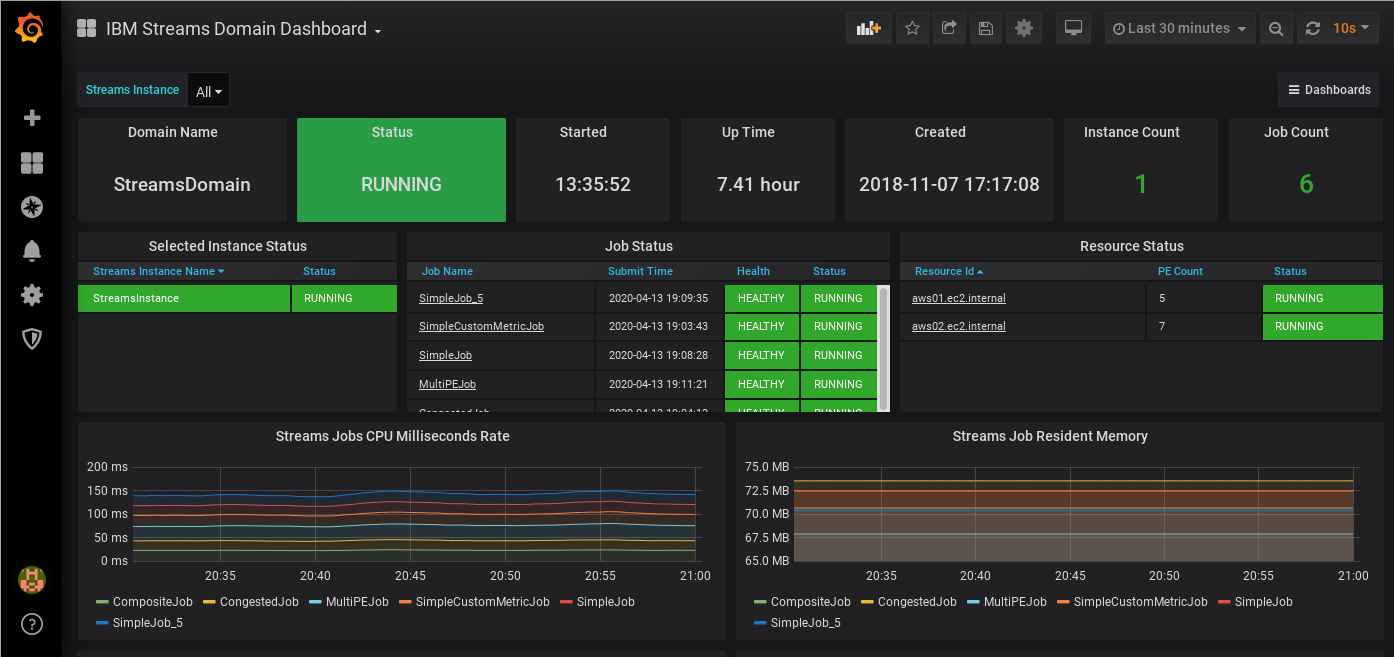 IBM Streams Domain Dashboard
Last 30 minutes
10s
Streams Instance
All
Dashboards
Domain Name
StreamsDomain
Status
RUNNING
Started
13:35:52
Up Time
7.41 hour
Created
2018-11-07 17:17:08
Instance Count
1
Job Count
6
Selected Instance Status
Streams Instance Name Status
StreamsInstance RUNNING
Job Status
Job Name Submit Time Health Status
SimpleJob_5 2020-04-13 19:09:35 HEALTHY RUNNING
SimpleCustomMetricJob 2020-04-13 19:03:43 HEALTHY RUNNING
SimpleJob 2020-04-13 19:08:28 HEALTHY RUNNING
MultiPEJob 2020-04-13 19:11:21 HEALTHY RUNNING
CongestedJob 2020-04-13 19:04:12 HEALTHY RUNNING
Resource Status
Resource Id PE Count Status
aws01.ec2.internal 5 RUNNING
aws02.ec2.internal 7 RUNNING
Streams Jobs CPU Milliseconds Rate
200 ms
150 ms
100 ms
50 ms
0 ms
20:35 20:40 20:45 20:50 20:55 21:00
CompositeJob CongestedJob MultiPEJob SimpleCustomMetricJob SimpleJob
SimpleJob_5
Streams Job Resident Memory
75.0 MB
72.5 MB
70.0 MB
67.5 MB
65.0 MB
20:35 20:40 20:45 20:50 20:55 21:00
CompositeJob CongestedJob MultiPEJob SimpleCustomMetricJob SimpleJob
SimpleJob_5
?